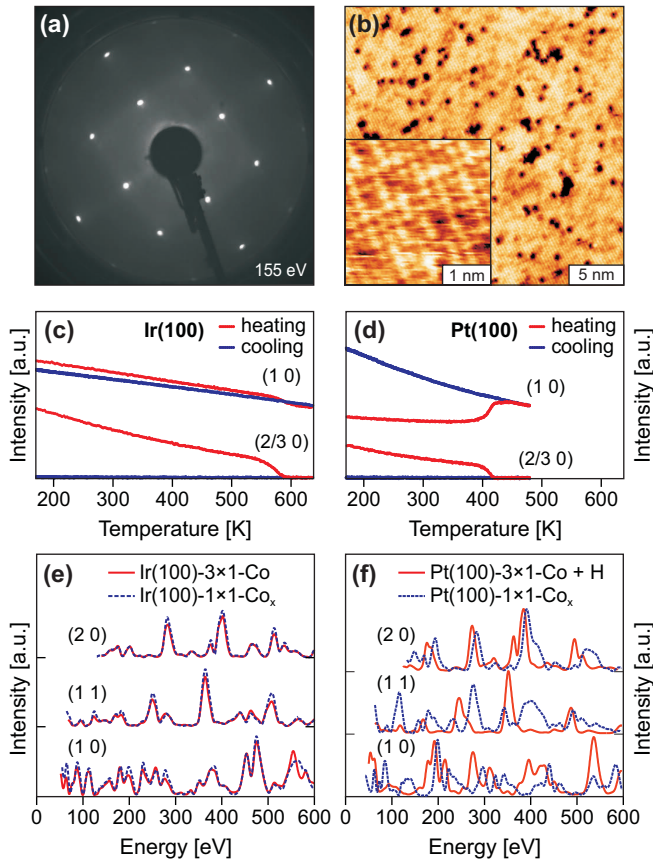 (a)
155 eV
(b)
1 nm
5 nm
(c)
Ir(100)
heating
cooling
(1 0)
(2/3 0)
Intensity [a.u.]
200 300 400 500 600
Temperature [K]
(d)
Pt(100)
heating
cooling
(1 0)
(2/3 0)
Intensity [a.u.]
200 300 400 500 600
Temperature [K]
(e)
Ir(100)-3×1-Co
Ir(100)-1×1-Coₓ
(2 0)
(1 1)
(1 0)
Intensity [a.u.]
0 100 200 300 400 500 600
Energy [eV]
(f)
Pt(100)-3×1-Co + H
Pt(100)-1×1-Coₓ
(2 0)
(1 1)
(1 0)
Intensity [a.u.]
0 100 200 300 400 500 600
Energy [eV]